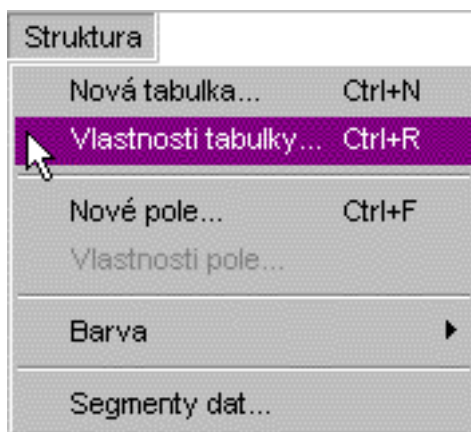 Struktura
Nová tabulka... Ctrl+N
Vlastnosti tabulky... Ctrl+R
Nové pole... Ctrl+F
Vlastnosti pole...
Barva
Segmenty dat...